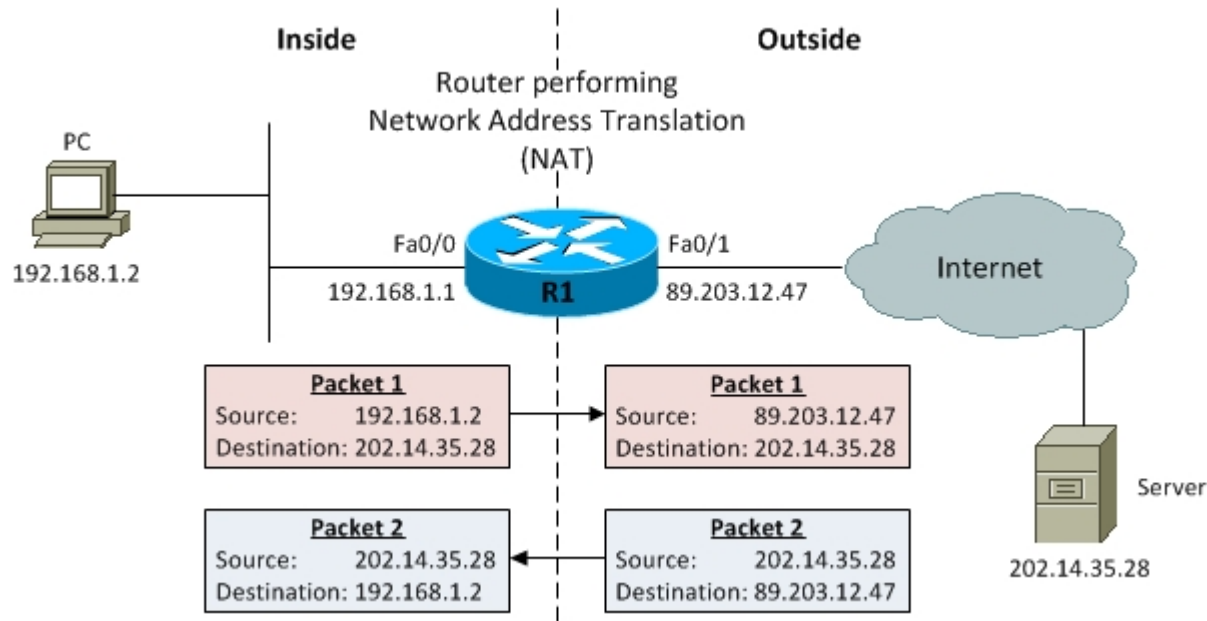 Inside
Outside
Router performing
Network Address Translation
(NAT)
PC
192.168.1.2
Fa0/0
192.168.1.1
R1
Fa0/1
89.203.12.47
Internet
Packet 1
Source: 192.168.1.2
Destination: 202.14.35.28
Packet 1
Source: 89.203.12.47
Destination: 202.14.35.28
Server
202.14.35.28
Packet 2
Source: 202.14.35.28
Destination: 192.168.1.2
Packet 2
Source: 202.14.35.28
Destination: 89.203.12.47